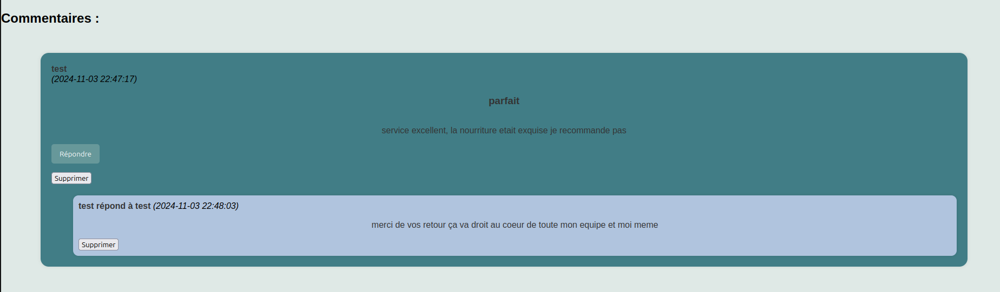 Commentaires :
test
(2024-11-03 22:47:17)
parfait
service excellent, la nourriture etait exquise je recommande pas
Répondre
Supprimer
test répond à test (2024-11-03 22:48:03)
merci de vos retour ça va droit au coeur de toute mon equipe et moi meme
Supprimer